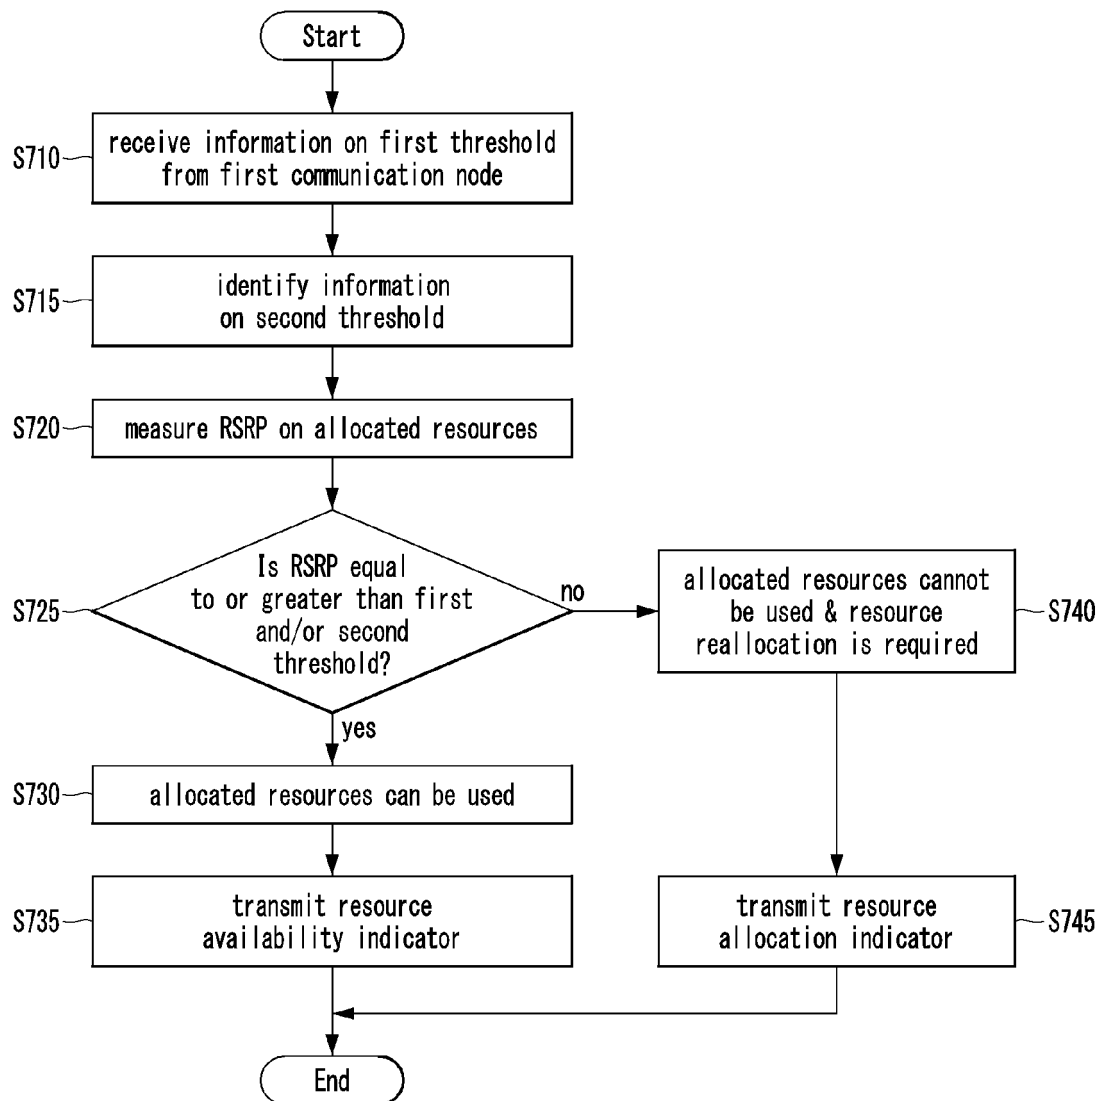 Start
S710
receive information on first threshold
from first communication node
S715
identify information
on second threshold
S720
measure RSRP on allocated resources
S725
Is RSRP equal
to or greater than first
and/or second
threshold?
no
allocated resources cannot
be used & resource
reallocation is required
S740
yes
S730
allocated resources can be used
S735
transmit resource
availability indicator
transmit resource
allocation indicator
S745
End